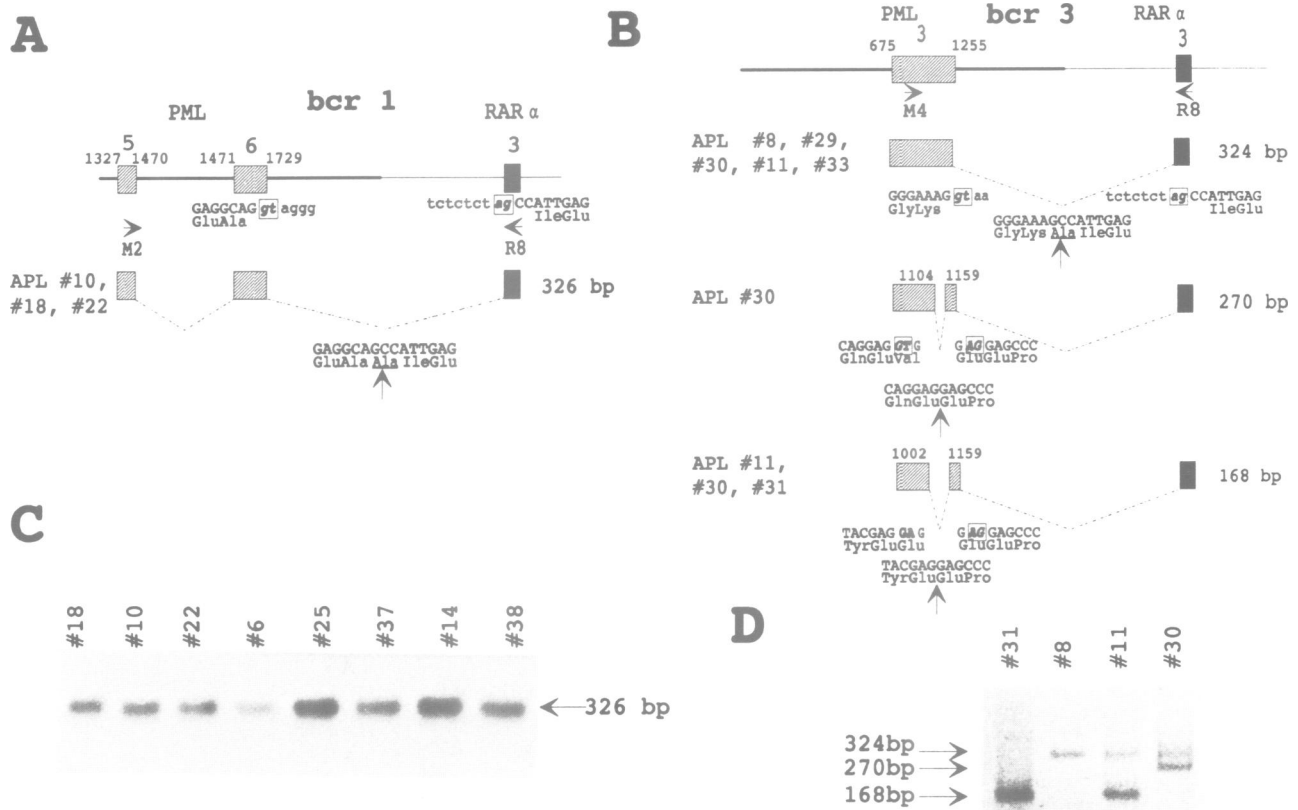 A
bcr 1
PML
RAR α
5
6
3
1327 1470 1471 1729
GAGGCAG gt aggg
GluAla
tctctct ag CCATTGAG
IleGlu
M2
R8
APL #10,
#18, #22
326 bp
GAGGCAGCCATTGAG
GluAla Ala IleGlu
B
bcr 3
PML
3
RAR α
3
675 1255
M4
R8
APL #8, #29,
#30, #11, #33
324 bp
GGGAAAG gt aa
GlyLys
tctctct ag CCATTGAG
IleGlu
GGGAAAGCCATTGAG
GlyLys Ala IleGlu
APL #30
1104 1159
270 bp
CAGGAG GT G
GlnGluVal
G AG GAGCCC
GluGluPro
CAGGAGGAGCCC
GlnGluGluPro
APL #11,
#30, #31
1002 1159
168 bp
TACGAG GA G
TyrGluGlu
G AG GAGCCC
GluGluPro
TACGAGGAGCCC
TyrGluGluPro
C
#18 #10 #22 #6 #25 #37 #14 #38
326 bp
D
#31 #8 #11 #30
324bp
270bp
168bp